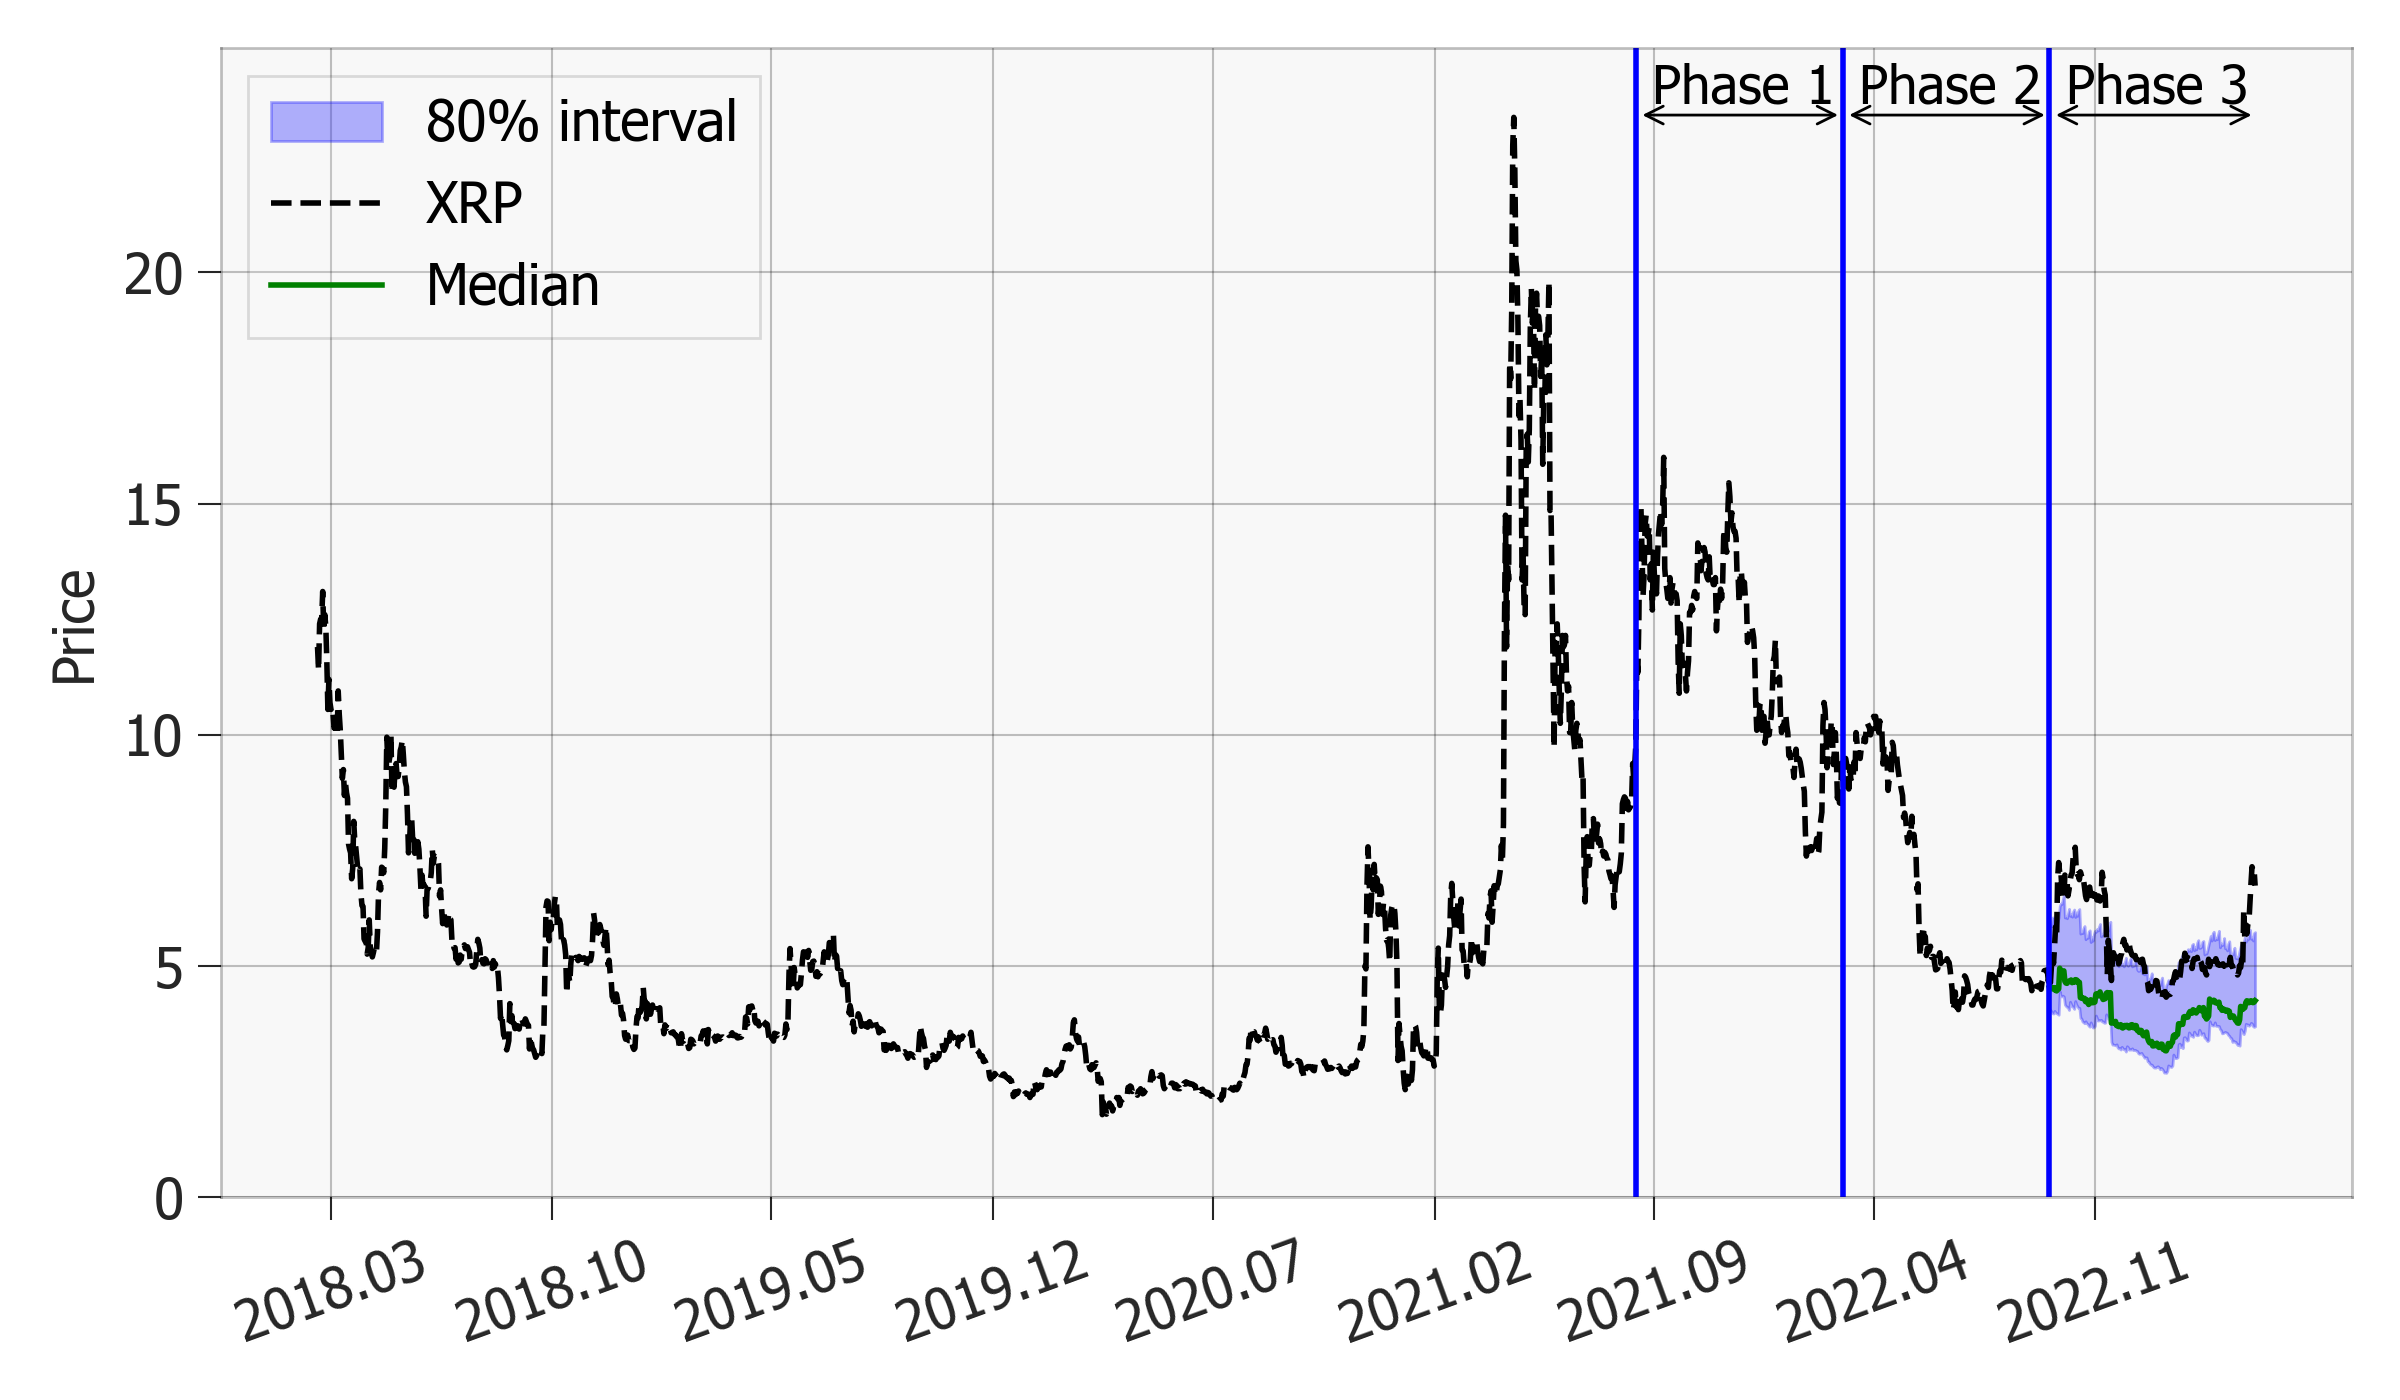 Phase 1
Phase 2
Phase 3
80% interval
XRP
Median
Price
20
15
10
5
0
2018.03
2018.10
2019.05
2019.12
2020.07
2021.02
2021.09
2022.04
2022.11